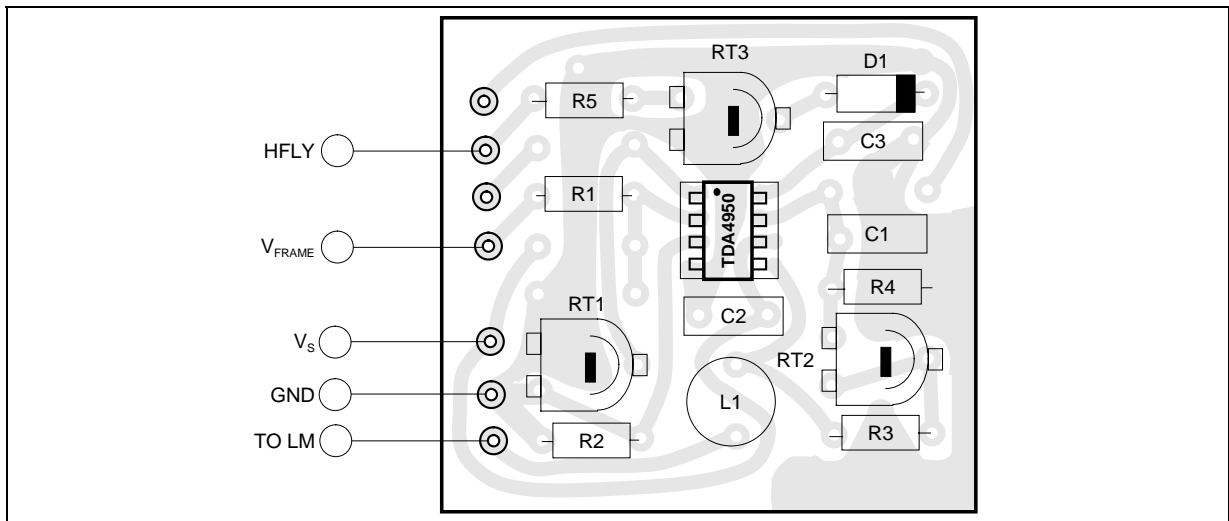 RT3
D1
R5
C3
HFLY
R1
TDA4950
C1
VFRAME
R4
RT1
C2
VS
RT2
GND
L1
TO LM
R2
R3